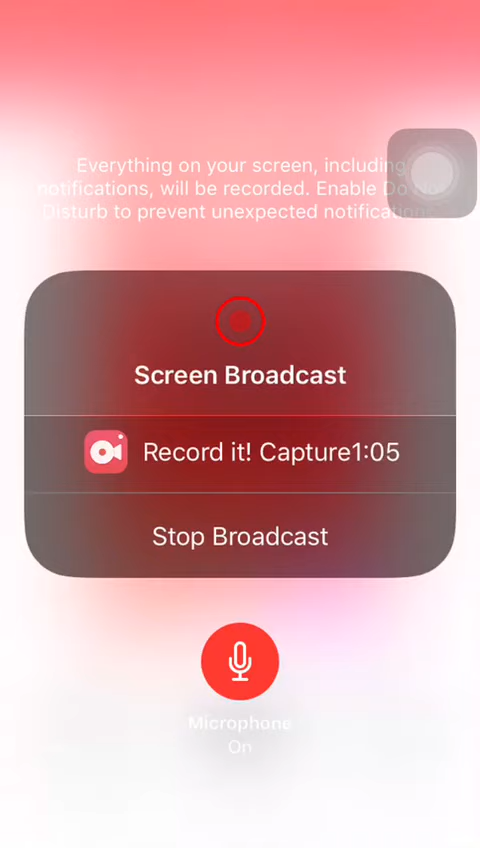 Everything on your screen, including
notifications, will be recorded. Enable Do Not
Disturb to prevent unexpected notifications.
Screen Broadcast
Record it! Capture1:05
Stop Broadcast
Microphone
On